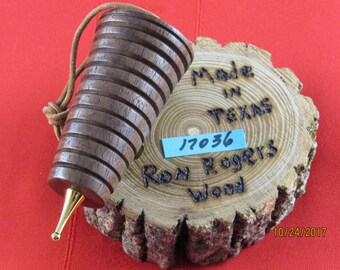 Made
in
TEXAS
17036
Ron Rogers
Wood
10/24/2017